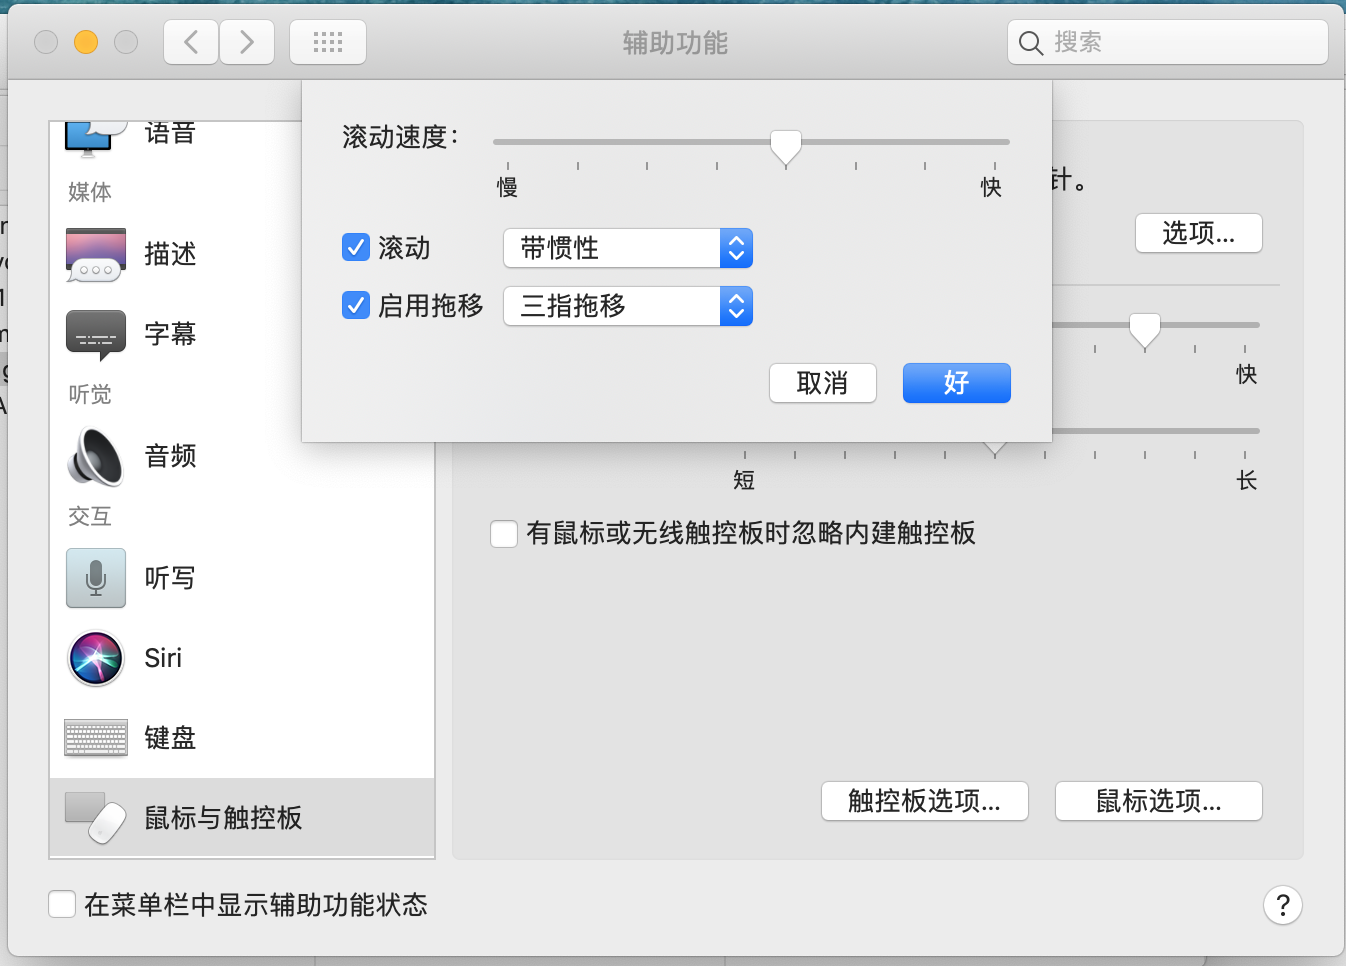 辅助功能
搜索
语音
媒体
描述
字幕
听觉
音频
交互
听写
Siri
键盘
鼠标与触控板
滚动速度：
慢
快
滚动
带惯性
启用拖移
三指拖移
取消
好
针。
选项...
快
短
长
有鼠标或无线触控板时忽略内建触控板
触控板选项...
鼠标选项...
在菜单栏中显示辅助功能状态
?